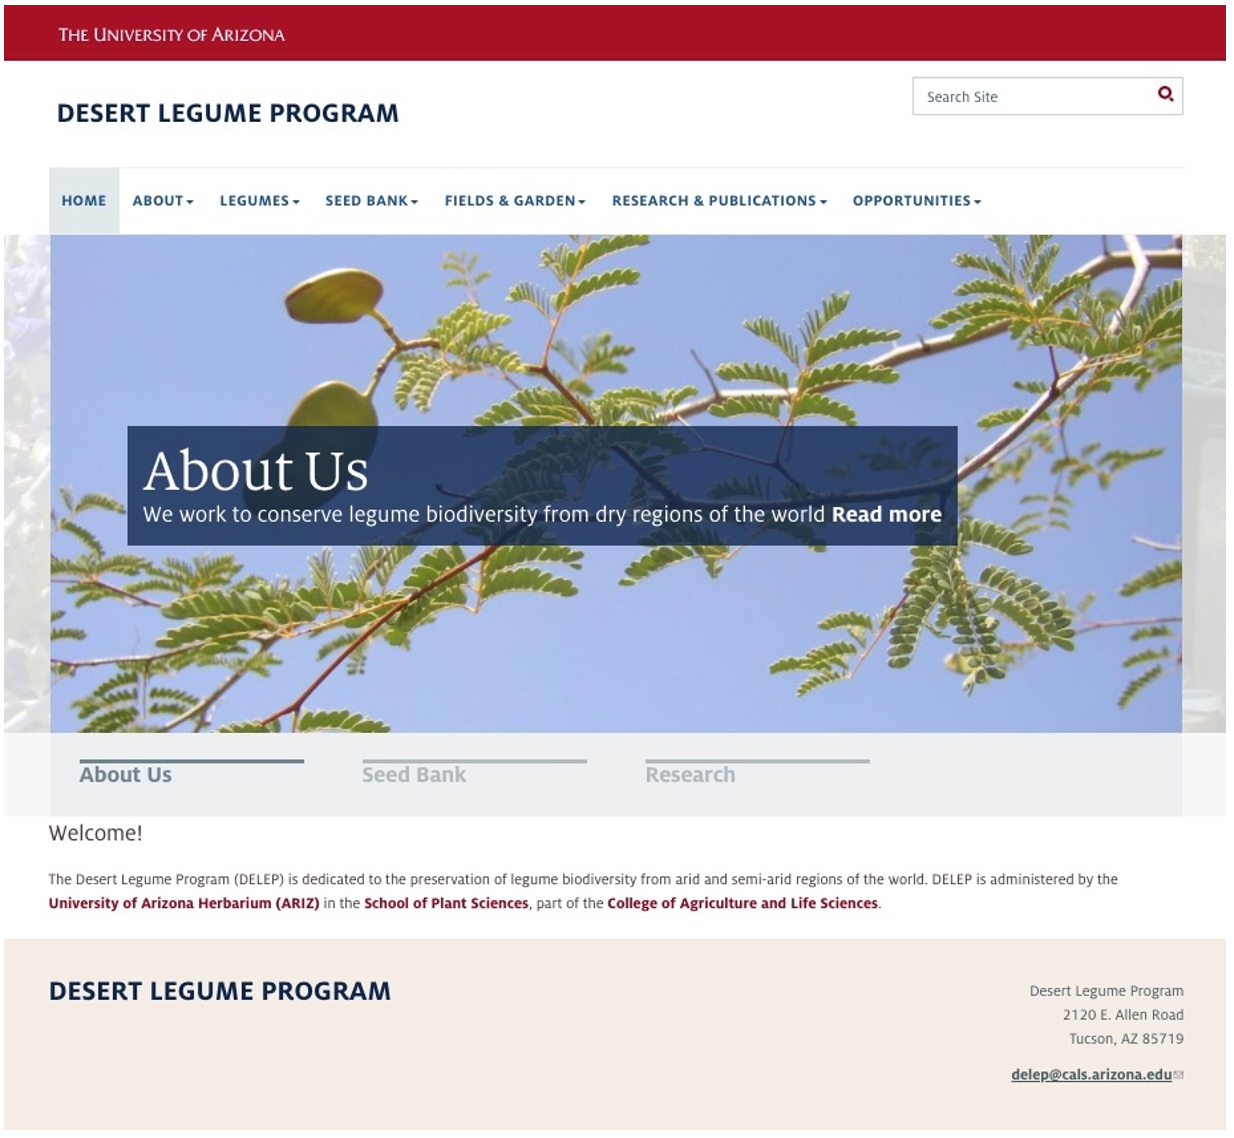 THE UNIVERSITY OF ARIZONA
DESERT LEGUME PROGRAM
Search Site
HOME ABOUT LEGUMES SEED BANK FIELDS & GARDEN RESEARCH & PUBLICATIONS OPPORTUNITIES
About Us
We work to conserve legume biodiversity from dry regions of the world Read more
About Us Seed Bank Research
Welcome!
The Desert Legume Program (DELEP) is dedicated to the preservation of legume biodiversity from arid and semi-arid regions of the world. DELEP is administered by the
University of Arizona Herbarium (ARIZ) in the School of Plant Sciences, part of the College of Agriculture and Life Sciences.
DESERT LEGUME PROGRAM
Desert Legume Program
2120 E. Allen Road
Tucson, AZ 85719
delep@cals.arizona.edu